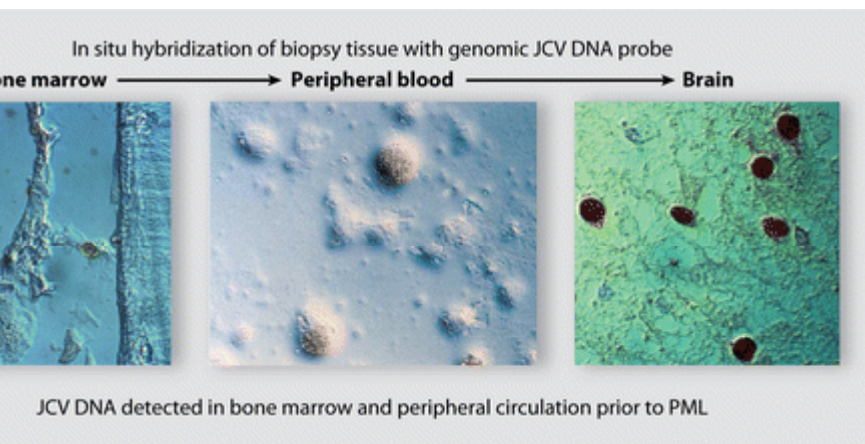 In situ hybridization of biopsy tissue with genomic JCV DNA probe
one marrow Peripheral blood Brain
JCV DNA detected in bone marrow and peripheral circulation prior to PML